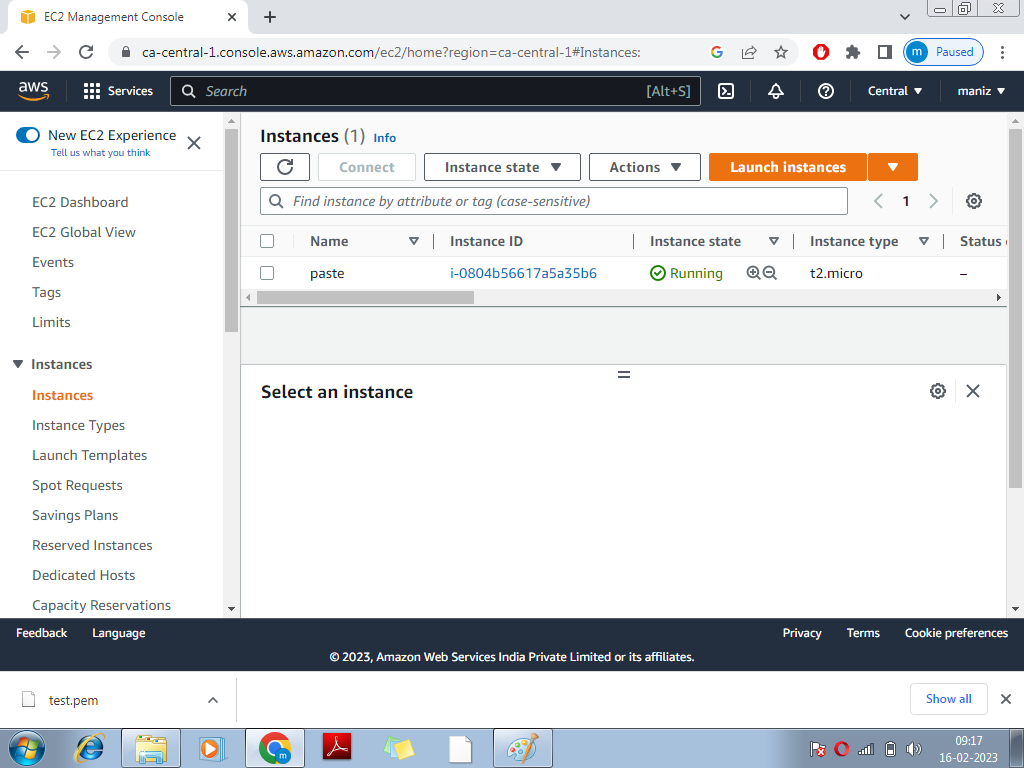 EC2 Management Console
ca-central-1.console.aws.amazon.com/ec2/home?region=ca-central-1#Instances:
m Paused
aws Services Search [Alt+S] Central maniz
New EC2 Experience
Tell us what you think
EC2 Dashboard
EC2 Global View
Events
Tags
Limits
Instances
Instances
Instance Types
Launch Templates
Spot Requests
Savings Plans
Reserved Instances
Dedicated Hosts
Capacity Reservations
Instances (1) Info
Connect Instance state Actions Launch instances
Find instance by attribute or tag (case-sensitive) 1
Name Instance ID Instance state Instance type Status
paste i-0804b56617a5a35b6 Running t2.micro –
Select an instance
Feedback Language Privacy Terms Cookie preferences
© 2023, Amazon Web Services India Private Limited or its affiliates.
test.pem Show all
m
09:17
16-02-2023